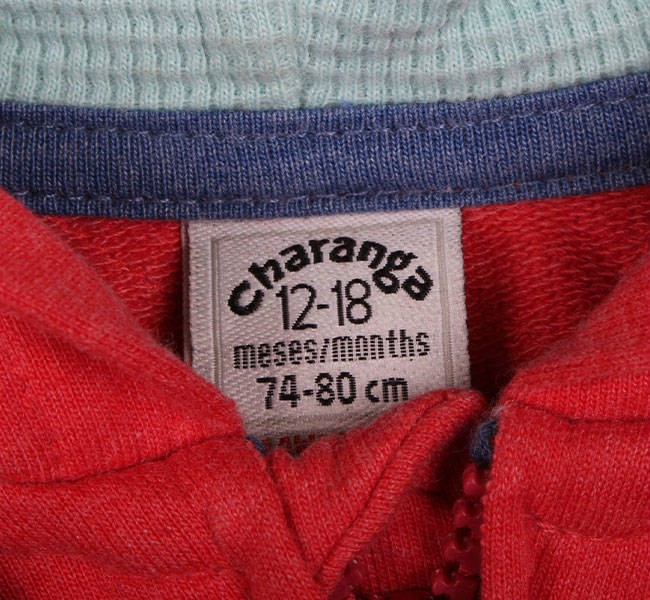 charanga
12-18
meses/months
74-80 cm